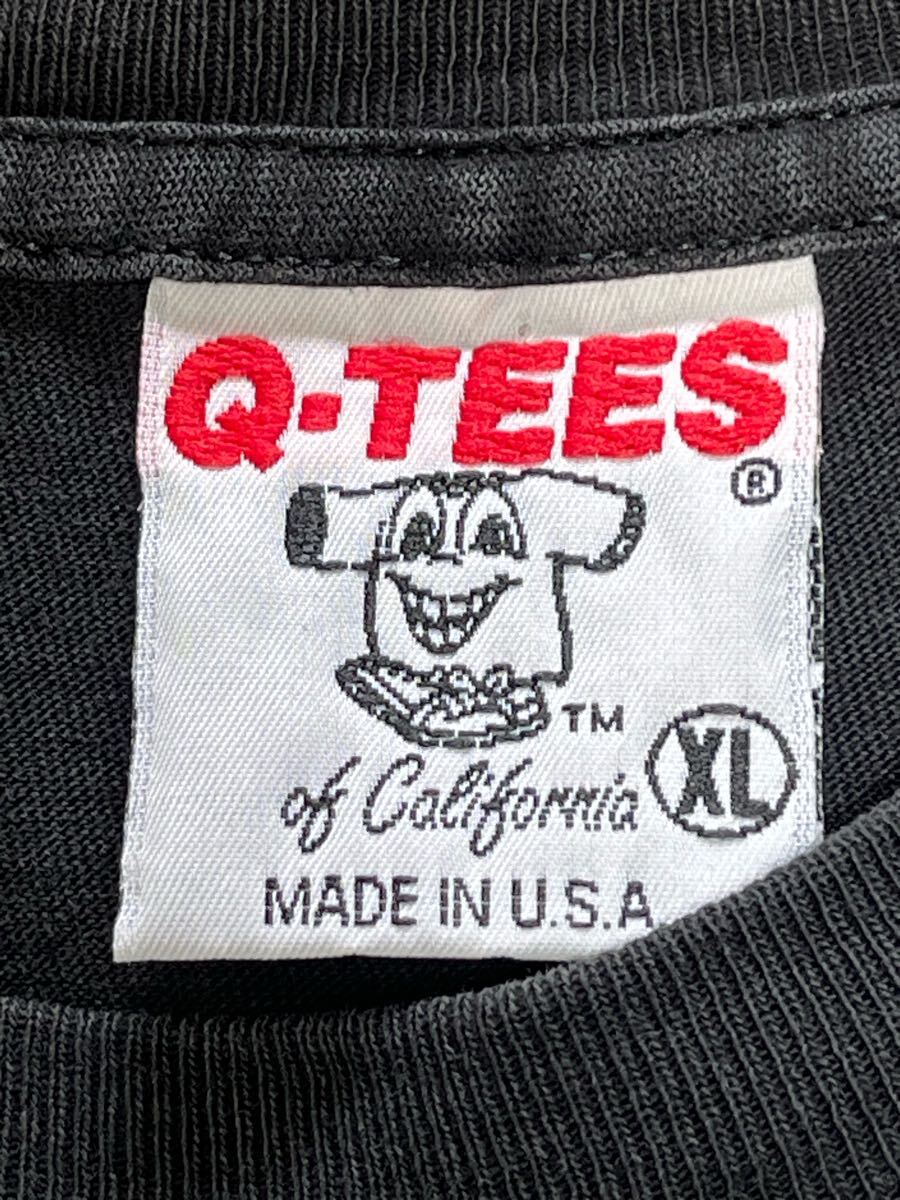 Q-TEES
®
TM
of California
XL
MADE IN U.S.A